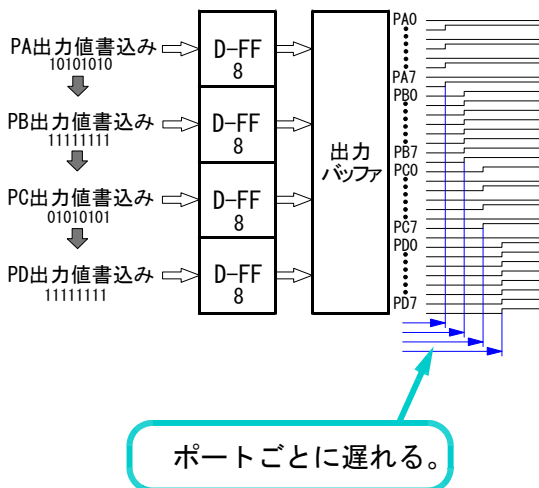 PA出力値書込み
10101010
PB出力値書込み
11111111
PC出力値書込み
01010101
PD出力値書込み
11111111
D-FF
8
D-FF
8
D-FF
8
D-FF
8
出力
バッファ
PA0
PA7
PB0
PB7
PC0
PC7
PD0
PD7
ポートごとに遅れる。